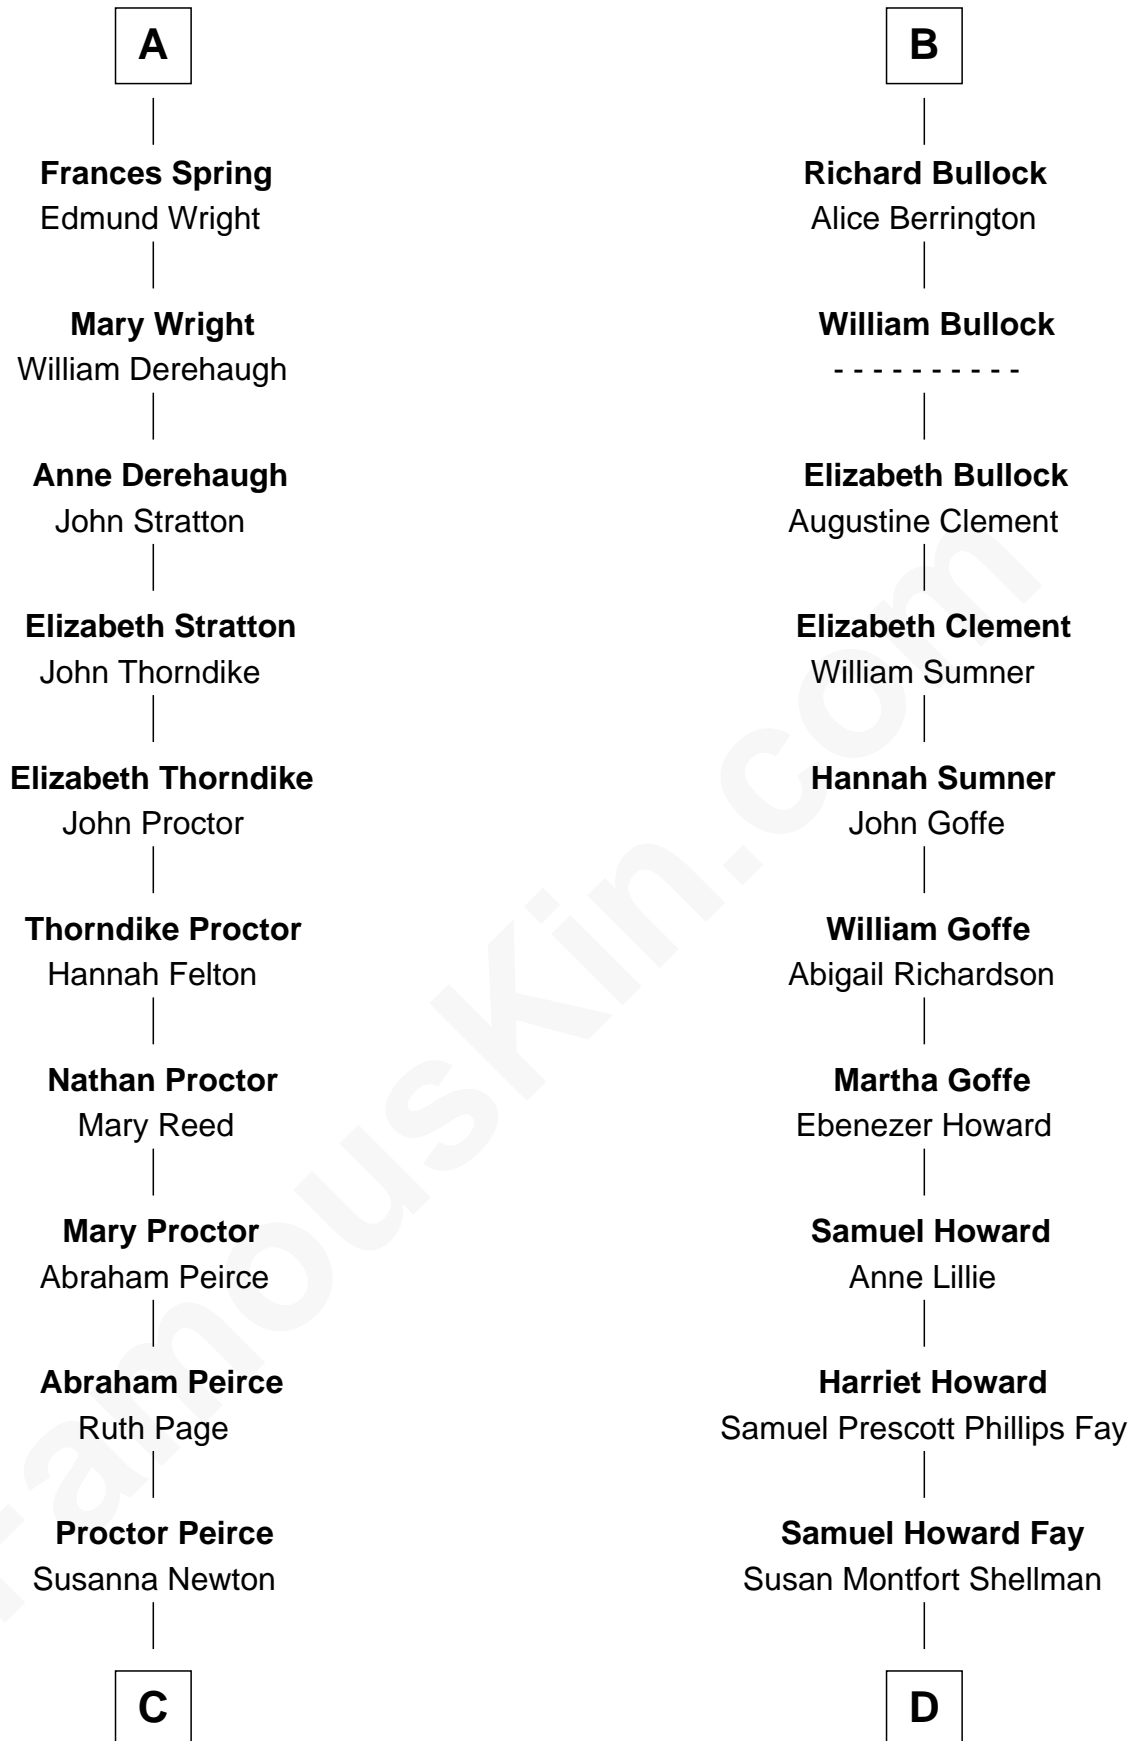 A
Frances Spring
Edmund Wright
Mary Wright
William Derehaugh
Anne Derehaugh
John Stratton
Elizabeth Stratton
John Thorndike
Elizabeth Thorndike
John Proctor
Thorndike Proctor
Hannah Felton
Nathan Proctor
Mary Reed
Mary Proctor
Abraham Peirce
Abraham Peirce
Ruth Page
Proctor Peirce
Susanna Newton
C
B
Richard Bullock
Alice Berrington
William Bullock
- - - - - - - - - -
Elizabeth Bullock
Augustine Clement
Elizabeth Clement
William Sumner
Hannah Sumner
John Goffe
William Goffe
Abigail Richardson
Martha Goffe
Ebenezer Howard
Samuel Howard
Anne Lillie
Harriet Howard
Samuel Prescott Phillips Fay
Samuel Howard Fay
Susan Montfort Shellman
D
FamousKin.com